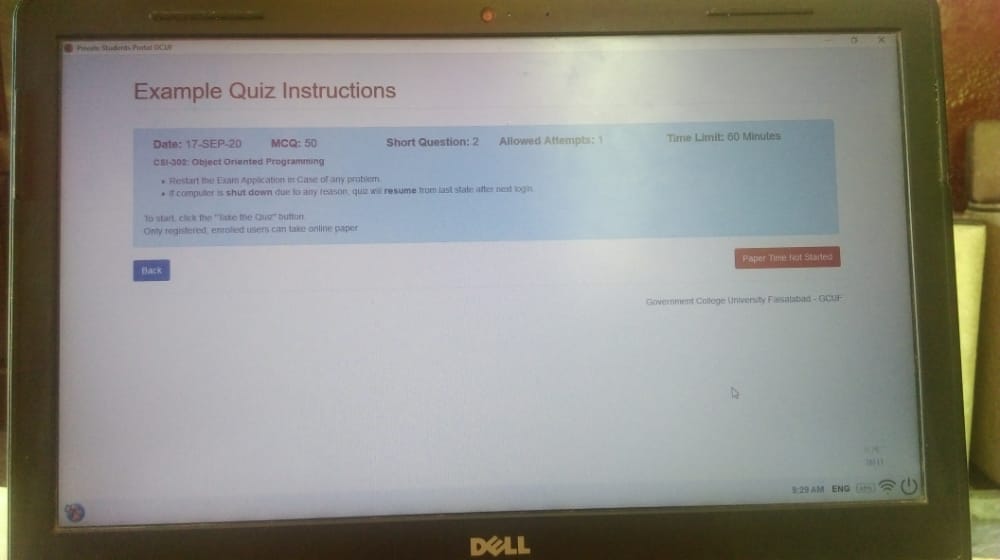 Private Students Portal GCUF
Example Quiz Instructions
Date: 17-SEP-20 MCQ: 50 Short Question: 2 Allowed Attempts: 1 Time Limit: 60 Minutes
CSI-302: Object Oriented Programming
Restart the Exam Application in Case of any problem.
If computer is shut down due to any reason, quiz will resume from last state after next login.
To start, click the "Take the Quiz" button.
Only registered, enrolled users can take online paper
Back
Paper Time Not Started
Government College University Faisalabad - GCUF
9:29 AM ENG
DELL